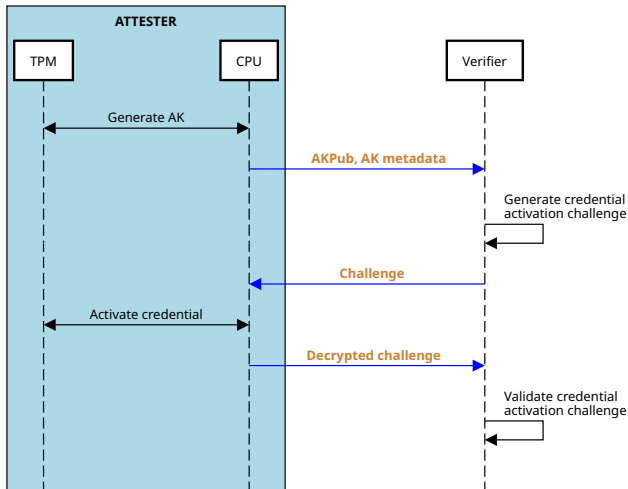 ATTESTER
TPM
CPU
Verifier
Generate AK
AKPub, AK metadata
Generate credential
activation challenge
Challenge
Activate credential
Decrypted challenge
Validate credential
activation challenge